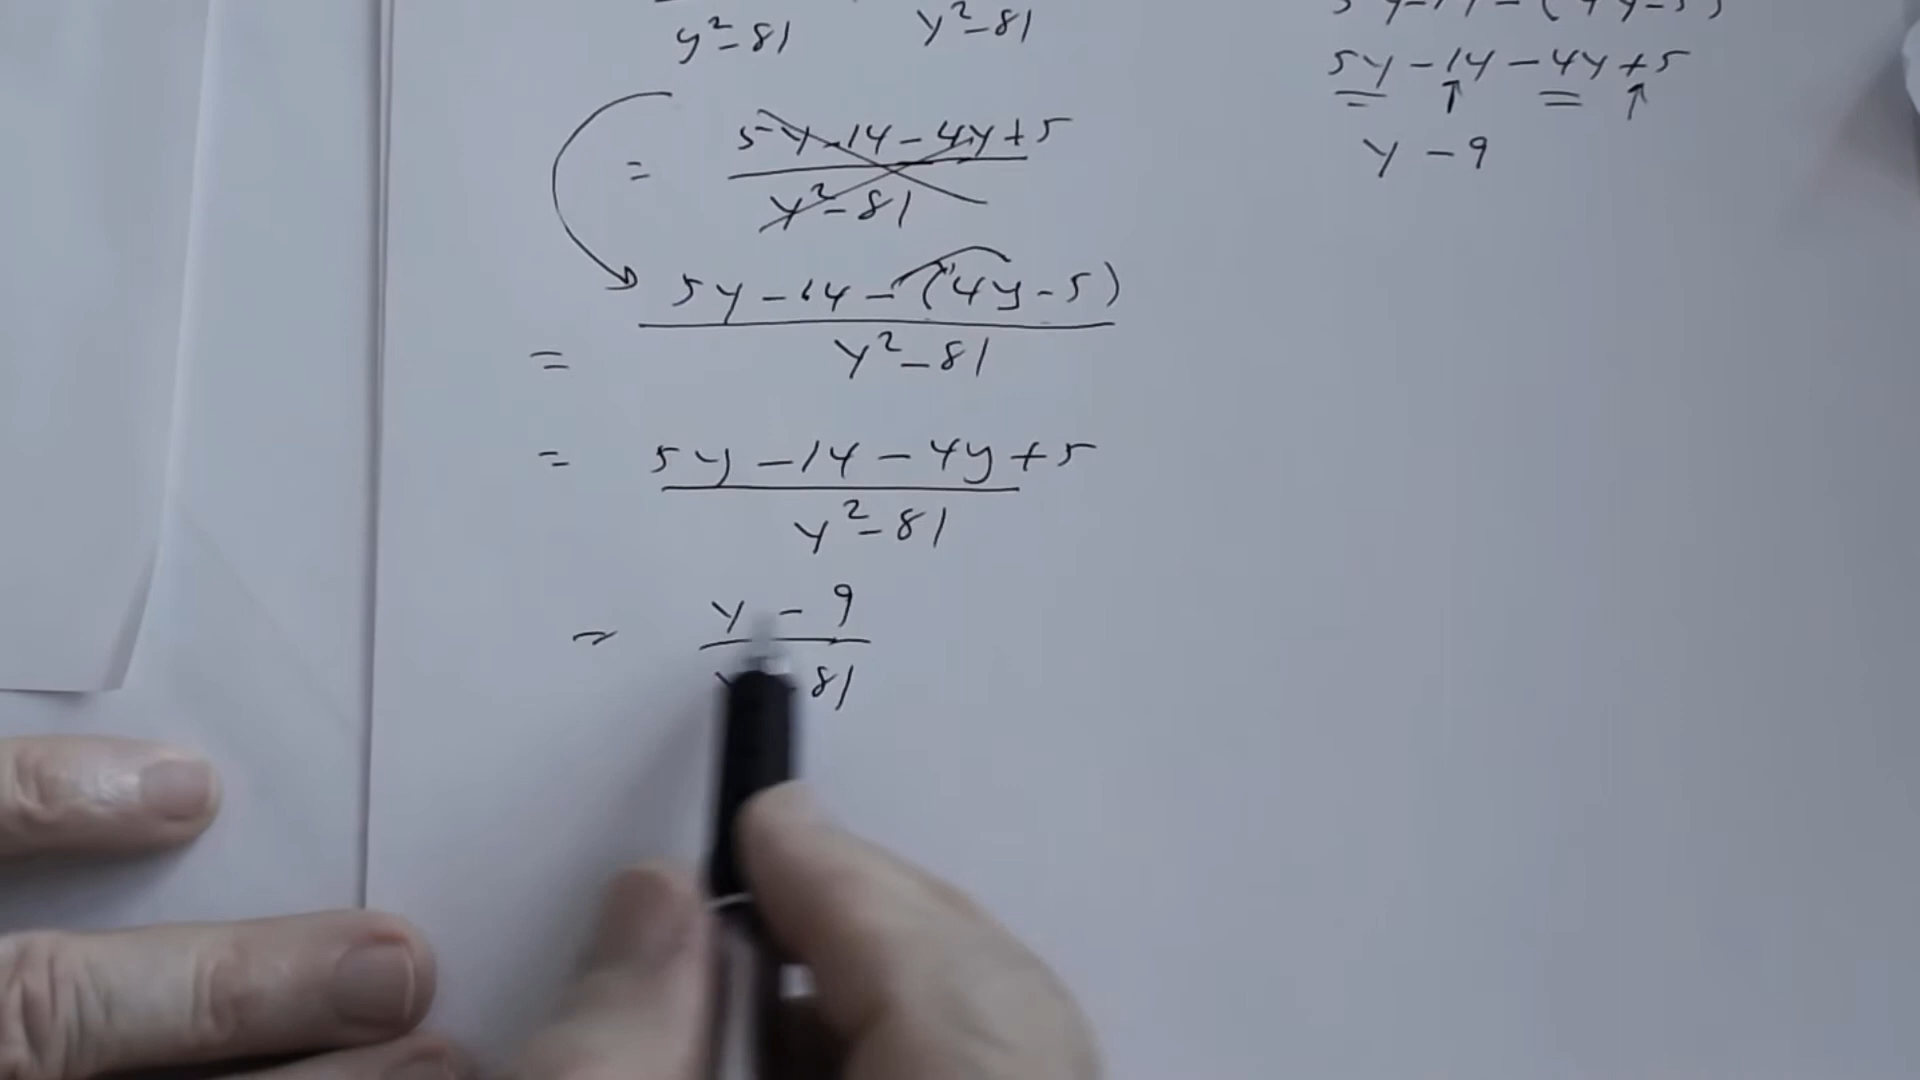 y²-81 y²-81
= 5y-14-4y+5
y²-81
5y-14-(4y-5)
= y²-81
= 5y-14-4y+5
y²-81
= y-9
81
5y-14-4y+5
y-9